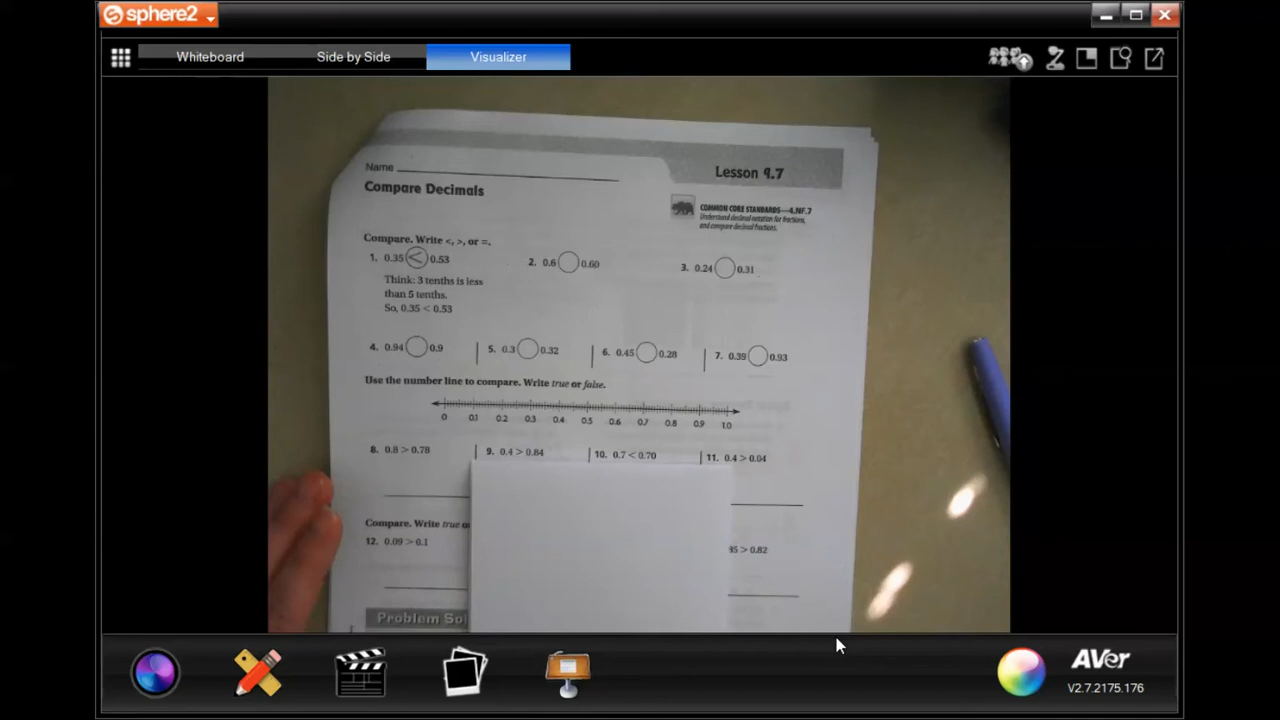 sphere2
Whiteboard Side by Side Visualizer
Name
Lesson 9.7
Compare Decimals
COMMON CORE STANDARDS—4.NF.7
Understand decimal notation for fractions,
and compare decimal fractions.
Compare. Write <, >, or =.
1. 0.35 < 0.53
2. 0.6 0.60
3. 0.24 0.31
Think: 3 tenths is less
than 5 tenths.
So, 0.35 < 0.53
4. 0.94 0.9
5. 0.3 0.32
6. 0.45 0.28
7. 0.39 0.93
Use the number line to compare. Write true or false.
0 0.1 0.2 0.3 0.4 0.5 0.6 0.7 0.8 0.9 1.0
8. 0.8 > 0.78
9. 0.4 > 0.84
10. 0.7 < 0.70
11. 0.4 > 0.04
Compare. Write true
12. 0.09 > 0.1
> 0.82
Problem
AVer
V2.7.2175.176